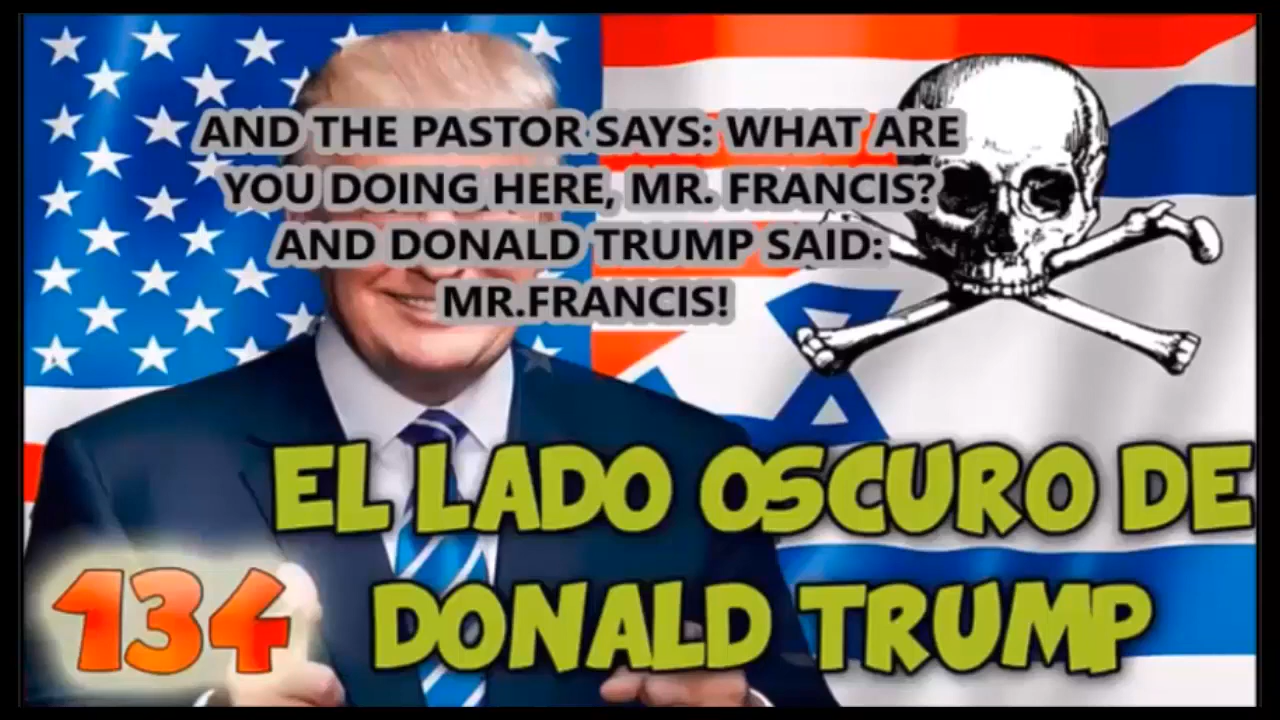 AND THE PASTOR SAYS: WHAT ARE
YOU DOING HERE, MR. FRANCIS?
AND DONALD TRUMP SAID:
MR.FRANCIS!
EL LADO OSCURO DE
134 DONALD TRUMP